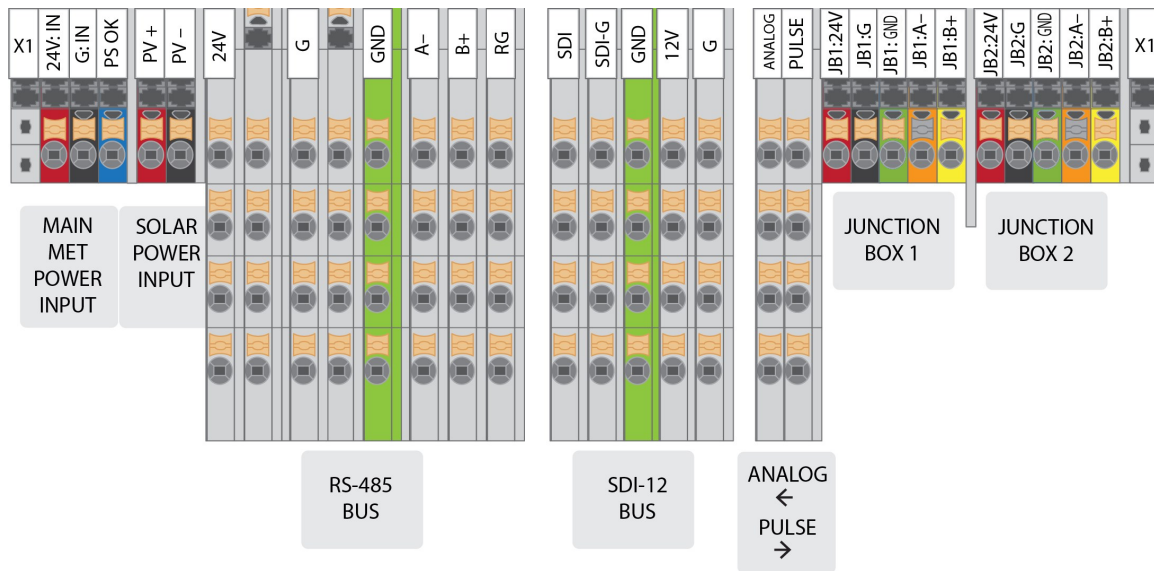 X1
24V: IN
G: IN
PS OK
PV +
PV −
24V
G
GND
A−
B+
RG
SDI
SDI-G
GND
12V
G
ANALOG
PULSE
JB1:24V
JB1:G
JB1: GND
JB1:A−
JB1:B+
JB2:24V
JB2:G
JB2: GND
JB2:A−
JB2:B+
X1
MAIN
MET
POWER
INPUT
SOLAR
POWER
INPUT
JUNCTION
BOX 1
JUNCTION
BOX 2
RS-485
BUS
SDI-12
BUS
ANALOG
←
PULSE
→